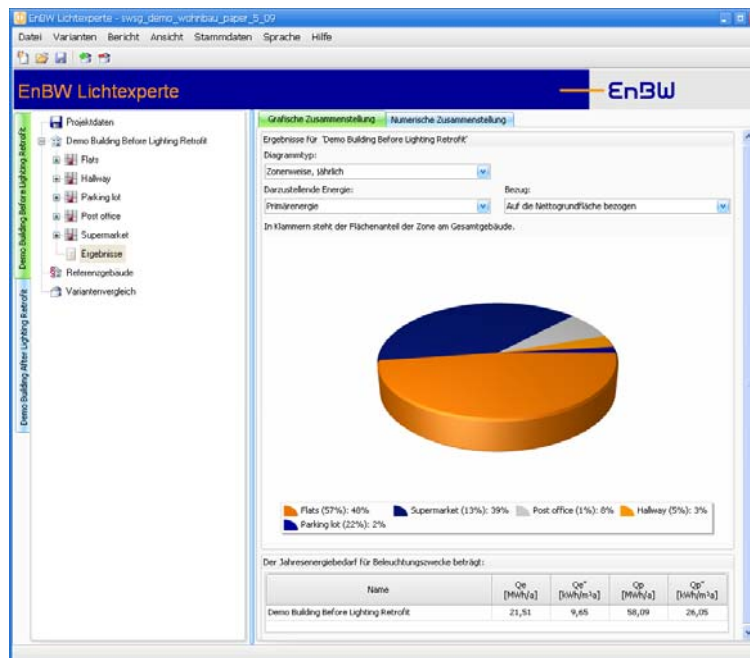 EnBW Lichtexperte - swsg_demo_wohnbau_paper_5_09
Datei Varianten Bericht Ansicht Stammdaten Sprache Hilfe
EnBW Lichtexperte
EnBW
Demo Building Before Lighting Retrofit
Demo Building After Lighting Retrofit
Projektdaten
Demo Building Before Lighting Retrofit
Flats
Hallway
Parking lot
Post office
Supermarket
Ergebnisse
Referenzgebäude
Variantenvergleich
Grafische Zusammenstellung Numerische Zusammenstellung
Ergebnisse für 'Demo Building Before Lighting Retrofit'
Diagrammtyp:
Zonenweise, jährlich
Darzustellende Energie: Bezug:
Primärenergie Auf die Nettogrundfläche bezogen
In Klammern steht der Flächenanteil der Zone am Gesamtgebäude.
Flats (57%): 48% Supermarket (13%): 39% Post office (1%): 8% Hallway (5%): 3%
Parking lot (22%): 2%
Der Jahresenergiebedarf für Beleuchtungszwecke beträgt:
Name Qe [MWh/a] Qe" [kWh/m²a] Qp [MWh/a] Qp" [kWh/m²a]
Demo Building Before Lighting Retrofit 21,51 9,65 58,09 26,05